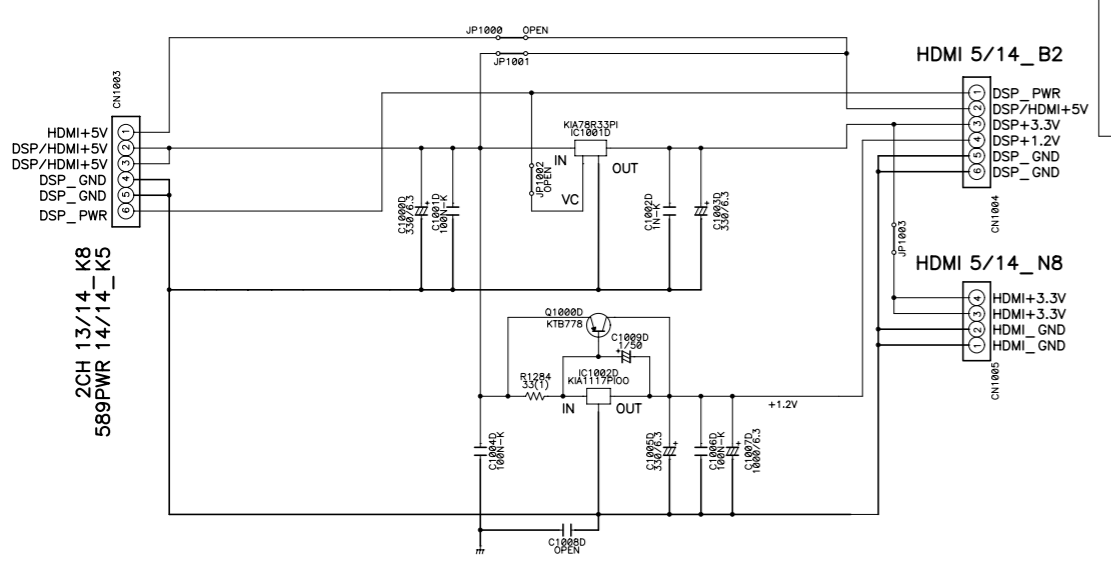 JP1000 OPEN
JP1001
HDMI 5/14_B2
CN1003
HDMI+5V 1
DSP/HDMI+5V 2
DSP/HDMI+5V 3
DSP_GND 4
DSP_GND 5
DSP_PWR 6
2CH 13/14_K8
589PWR 14/14_K5
KIA78R33PI
IC1001D
IN
OUT
VC
JP1002
OPEN
C1000D
330/6.3
+
C1001D
100N-K
C1002D
1N-K
C1003D
330/6.3
+
1 DSP_PWR
2 DSP/HDMI+5V
3 DSP+3.3V
4 DSP+1.2V
5 DSP_GND
6 DSP_GND
CN1004
JP1003
HDMI 5/14_N8
4 HDMI+3.3V
3 HDMI+3.3V
2 HDMI_GND
1 HDMI_GND
CN1005
Q1000D
KTB778
C1009D
1/50
+
R1284
33(1)
IC1002D
KIA1117PI00
IN
OUT
+1.2V
C1004D
100N-K
C1005D
330/6.3
+
C1006D
100N-K
C1007D
1000/6.3
+
C1008D
OPEN